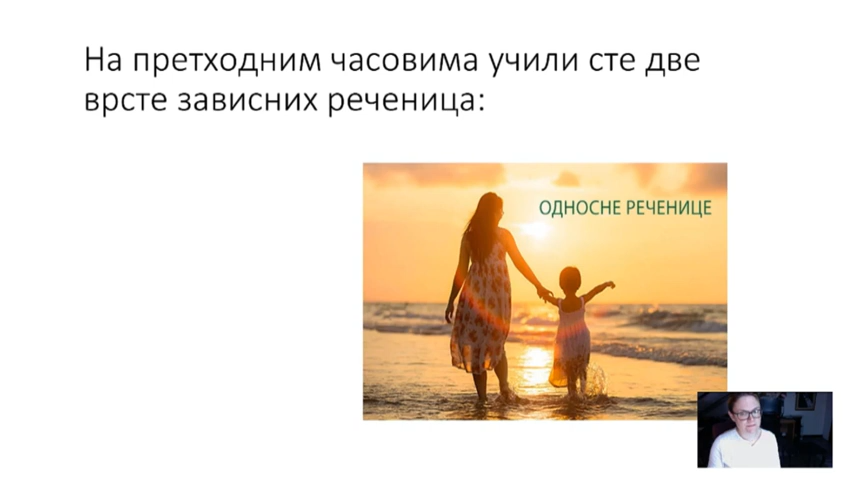 На претходним часовима учили сте две
врсте зависних реченица:
ОДНОСНЕ РЕЧЕНИЦЕ